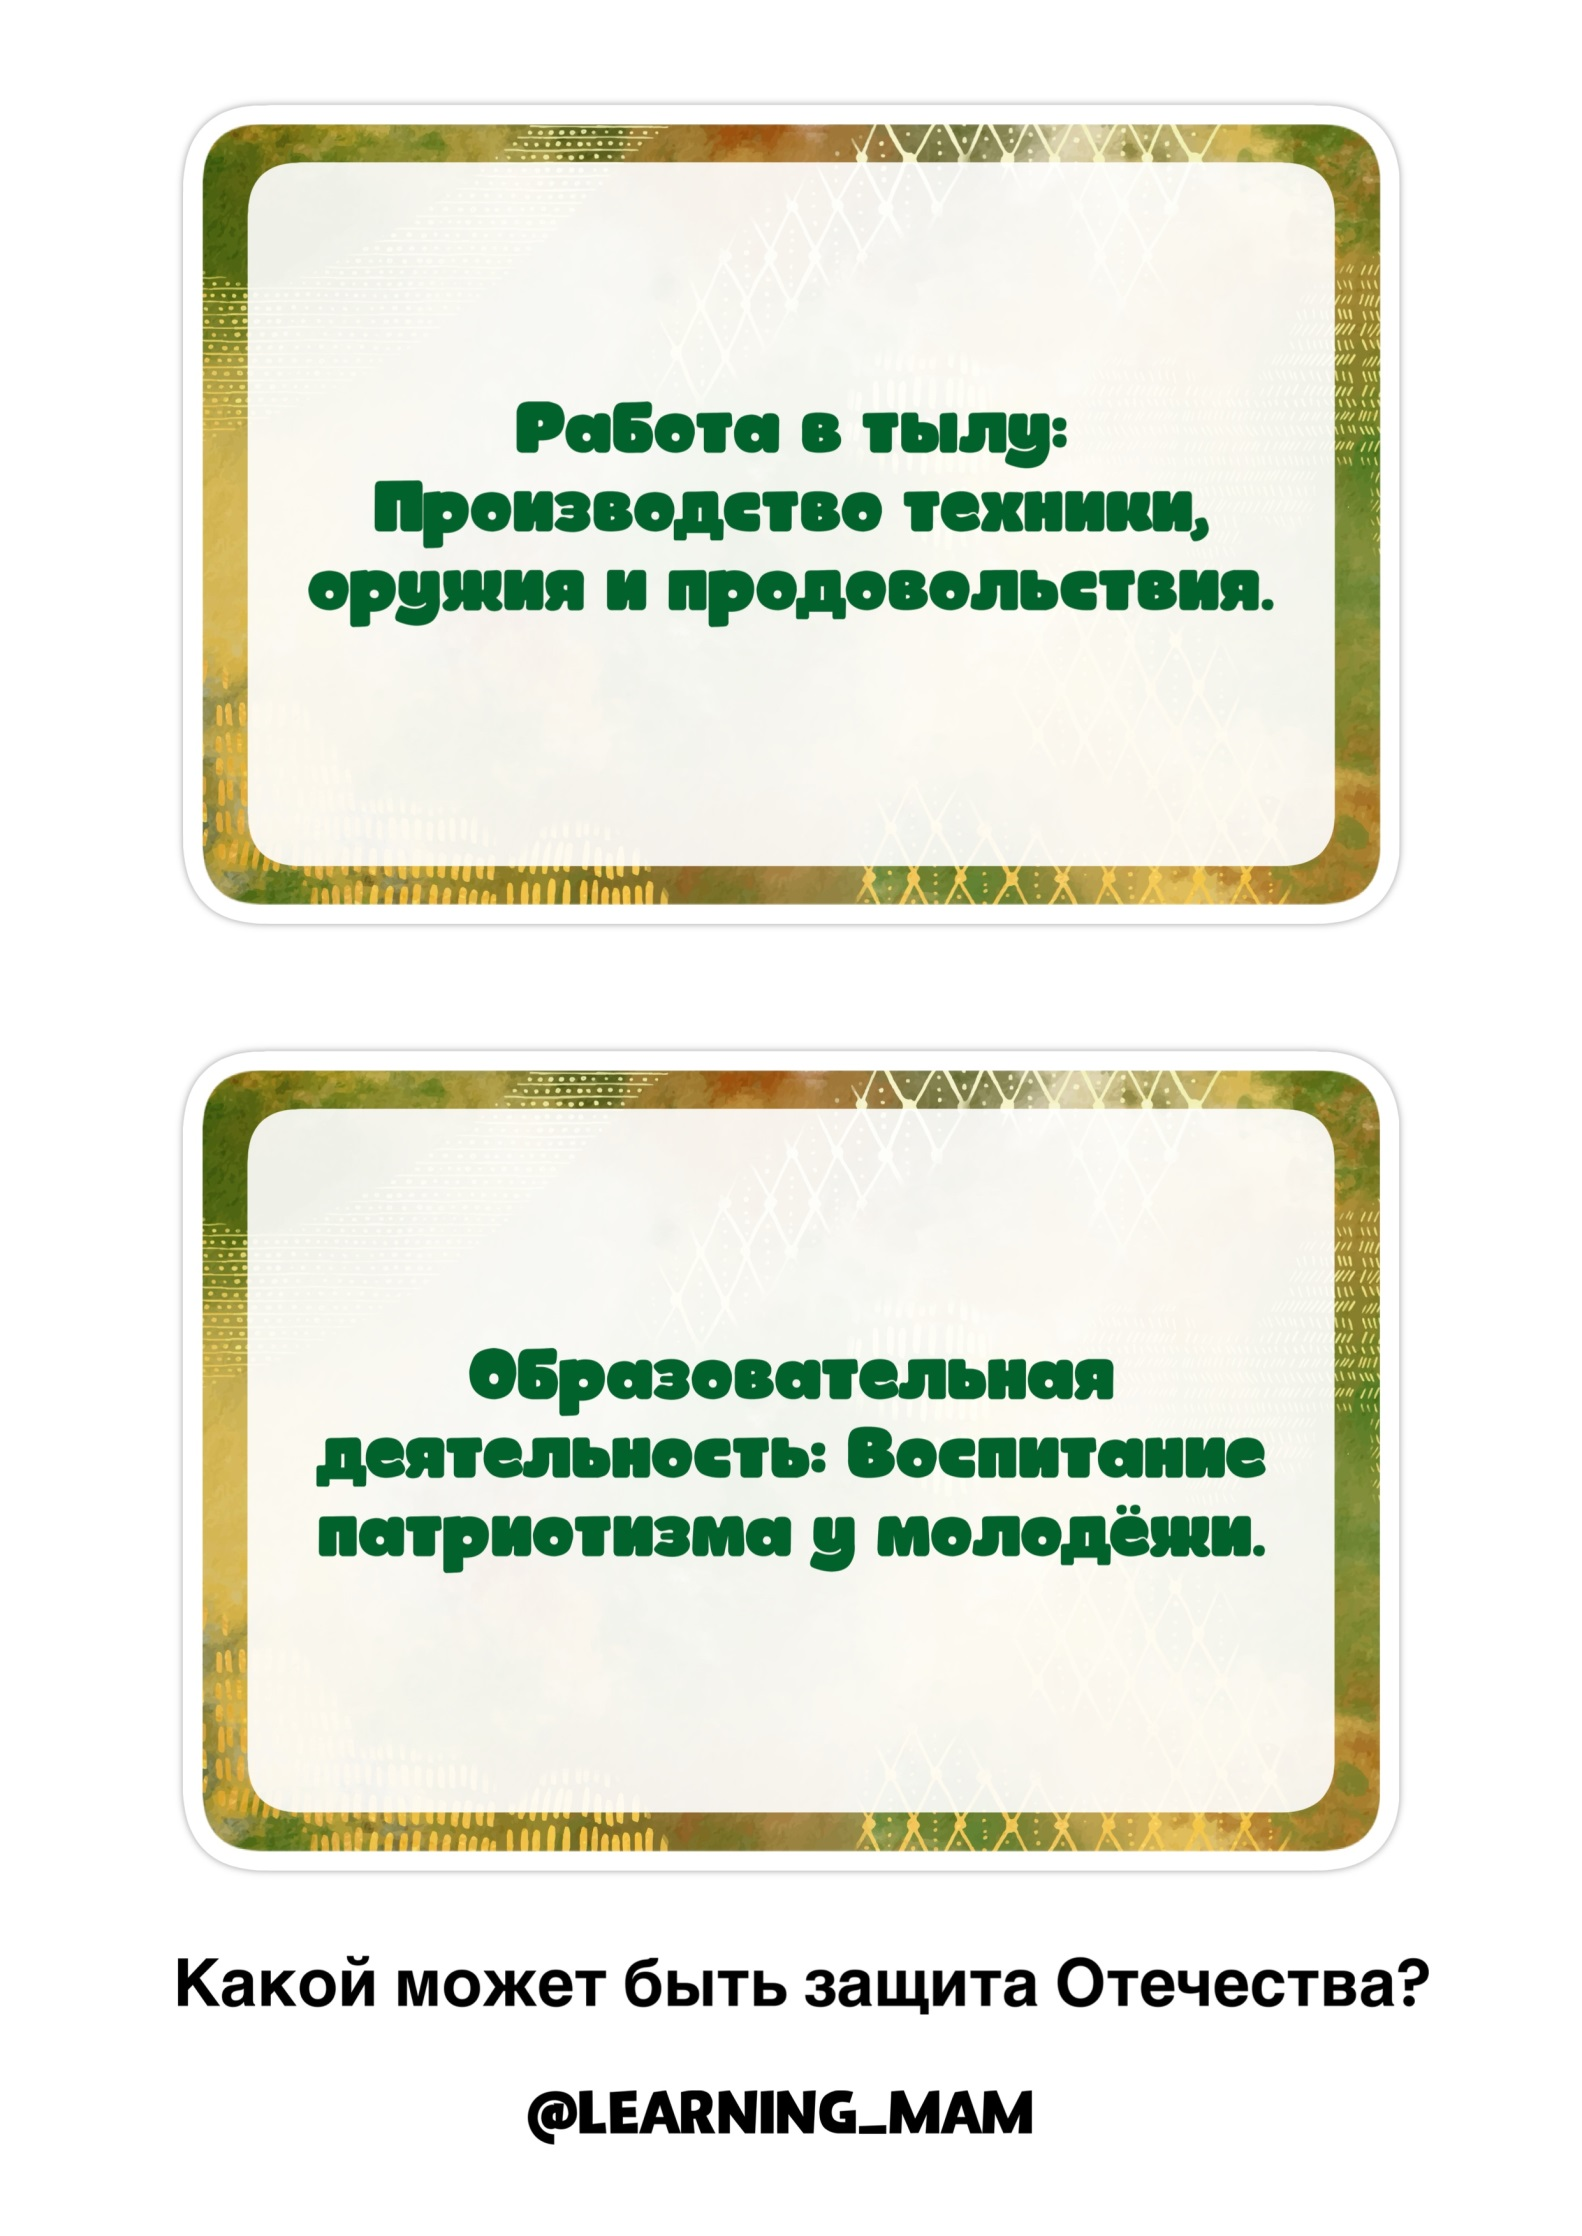 Работа в тылу:
Производство техники,
оружия и продовольствия.
Образовательная
деятельность: Воспитание
патриотизма у молодёжи.
Какой может быть защита Отечества?
@LEARNING_MAM